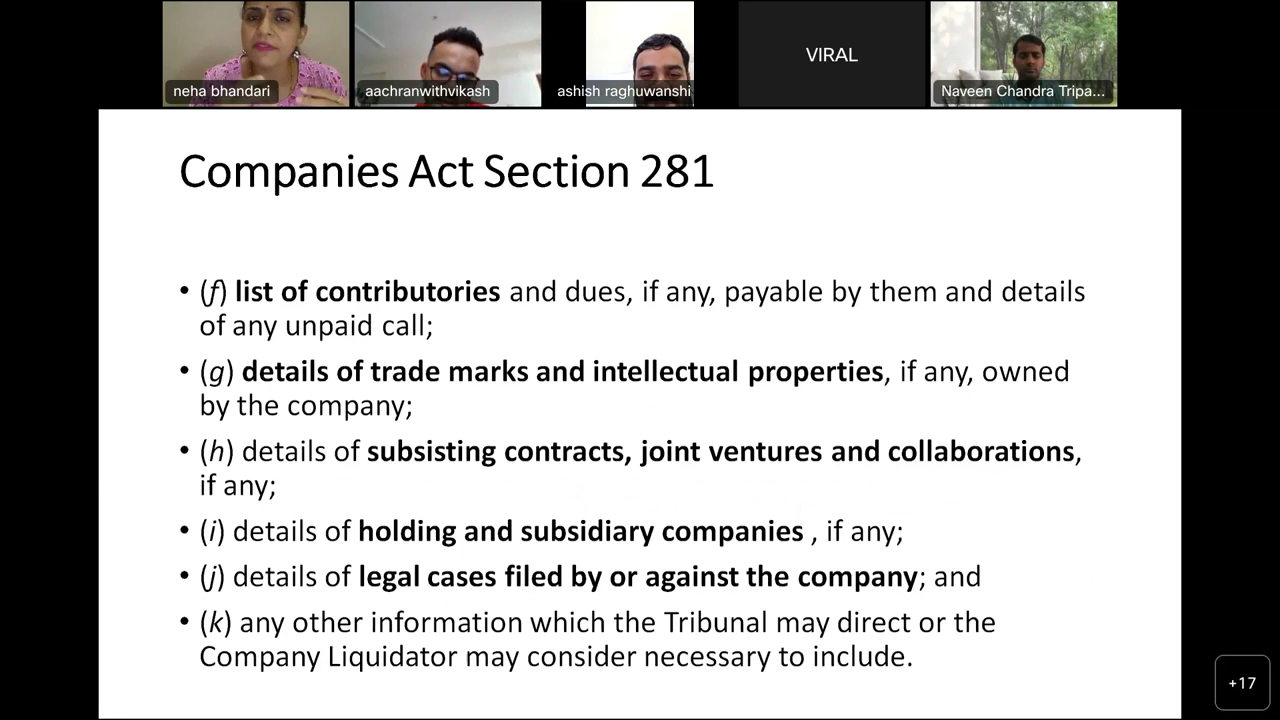 neha bhandari
aachranwithvikash
ashish raghuwanshi
VIRAL
Naveen Chandra Tripa...
Companies Act Section 281
• (f) list of contributories and dues, if any, payable by them and details
of any unpaid call;
• (g) details of trade marks and intellectual properties, if any, owned
by the company;
• (h) details of subsisting contracts, joint ventures and collaborations,
if any;
• (i) details of holding and subsidiary companies , if any;
• (j) details of legal cases filed by or against the company; and
• (k) any other information which the Tribunal may direct or the
Company Liquidator may consider necessary to include.
+17